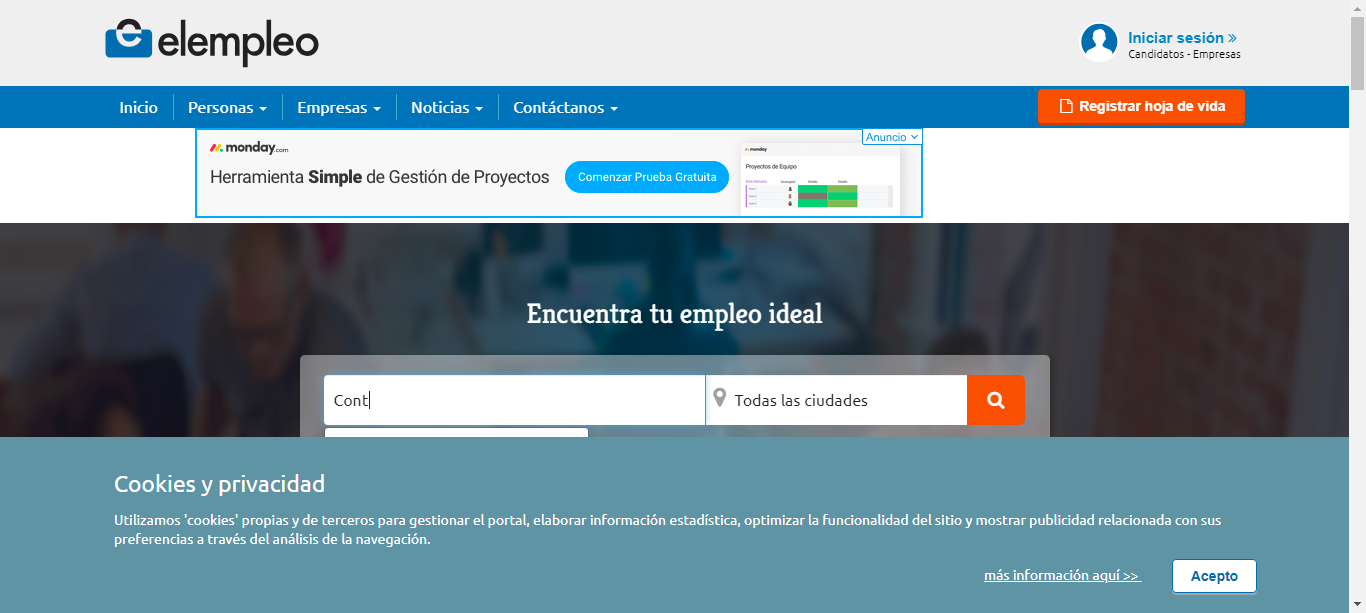 elempleo
Iniciar sesión »
Candidatos - Empresas
Inicio
Personas
Empresas
Noticias
Contáctanos
Registrar hoja de vida
Anuncio
monday.com
Herramienta Simple de Gestión de Proyectos
Comenzar Prueba Gratuita
monday
Proyectos de Equipo
Encuentra tu empleo ideal
Cont
Todas las ciudades
Cookies y privacidad
Utilizamos 'cookies' propias y de terceros para gestionar el portal, elaborar información estadística, optimizar la funcionalidad del sitio y mostrar publicidad relacionada con sus
preferencias a través del análisis de la navegación.
más información aquí >>
Acepto